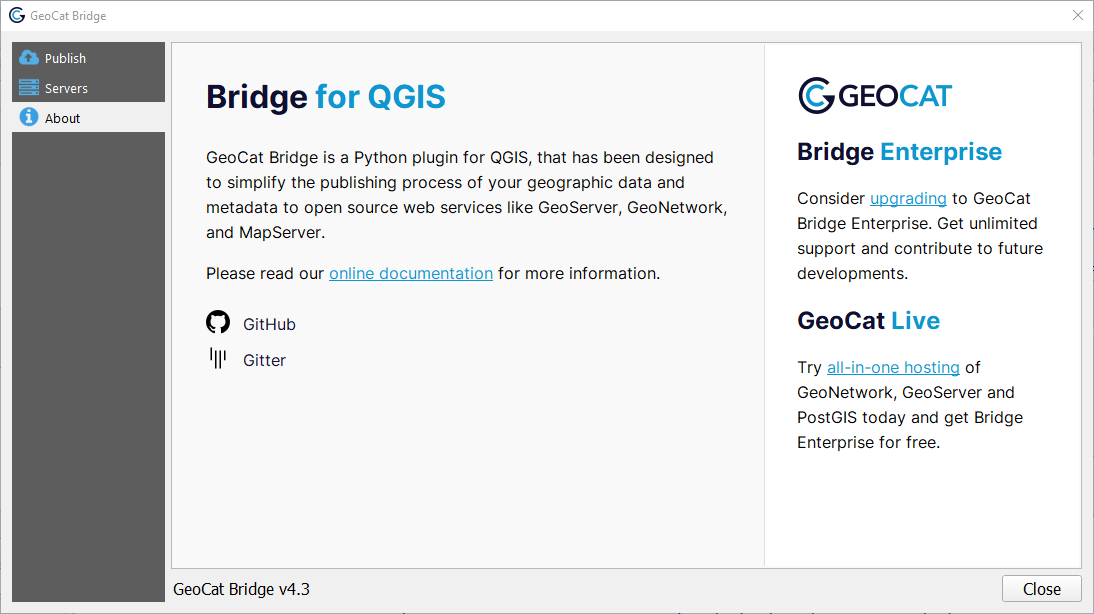 GeoCat Bridge
Publish
Servers
About
Bridge for QGIS
GeoCat Bridge is a Python plugin for QGIS, that has been designed
to simplify the publishing process of your geographic data and
metadata to open source web services like GeoServer, GeoNetwork,
and MapServer.
Please read our online documentation for more information.
GitHub
Gitter
GEOCAT
Bridge Enterprise
Consider upgrading to GeoCat
Bridge Enterprise. Get unlimited
support and contribute to future
developments.
GeoCat Live
Try all-in-one hosting of
GeoNetwork, GeoServer and
PostGIS today and get Bridge
Enterprise for free.
GeoCat Bridge v4.3
Close